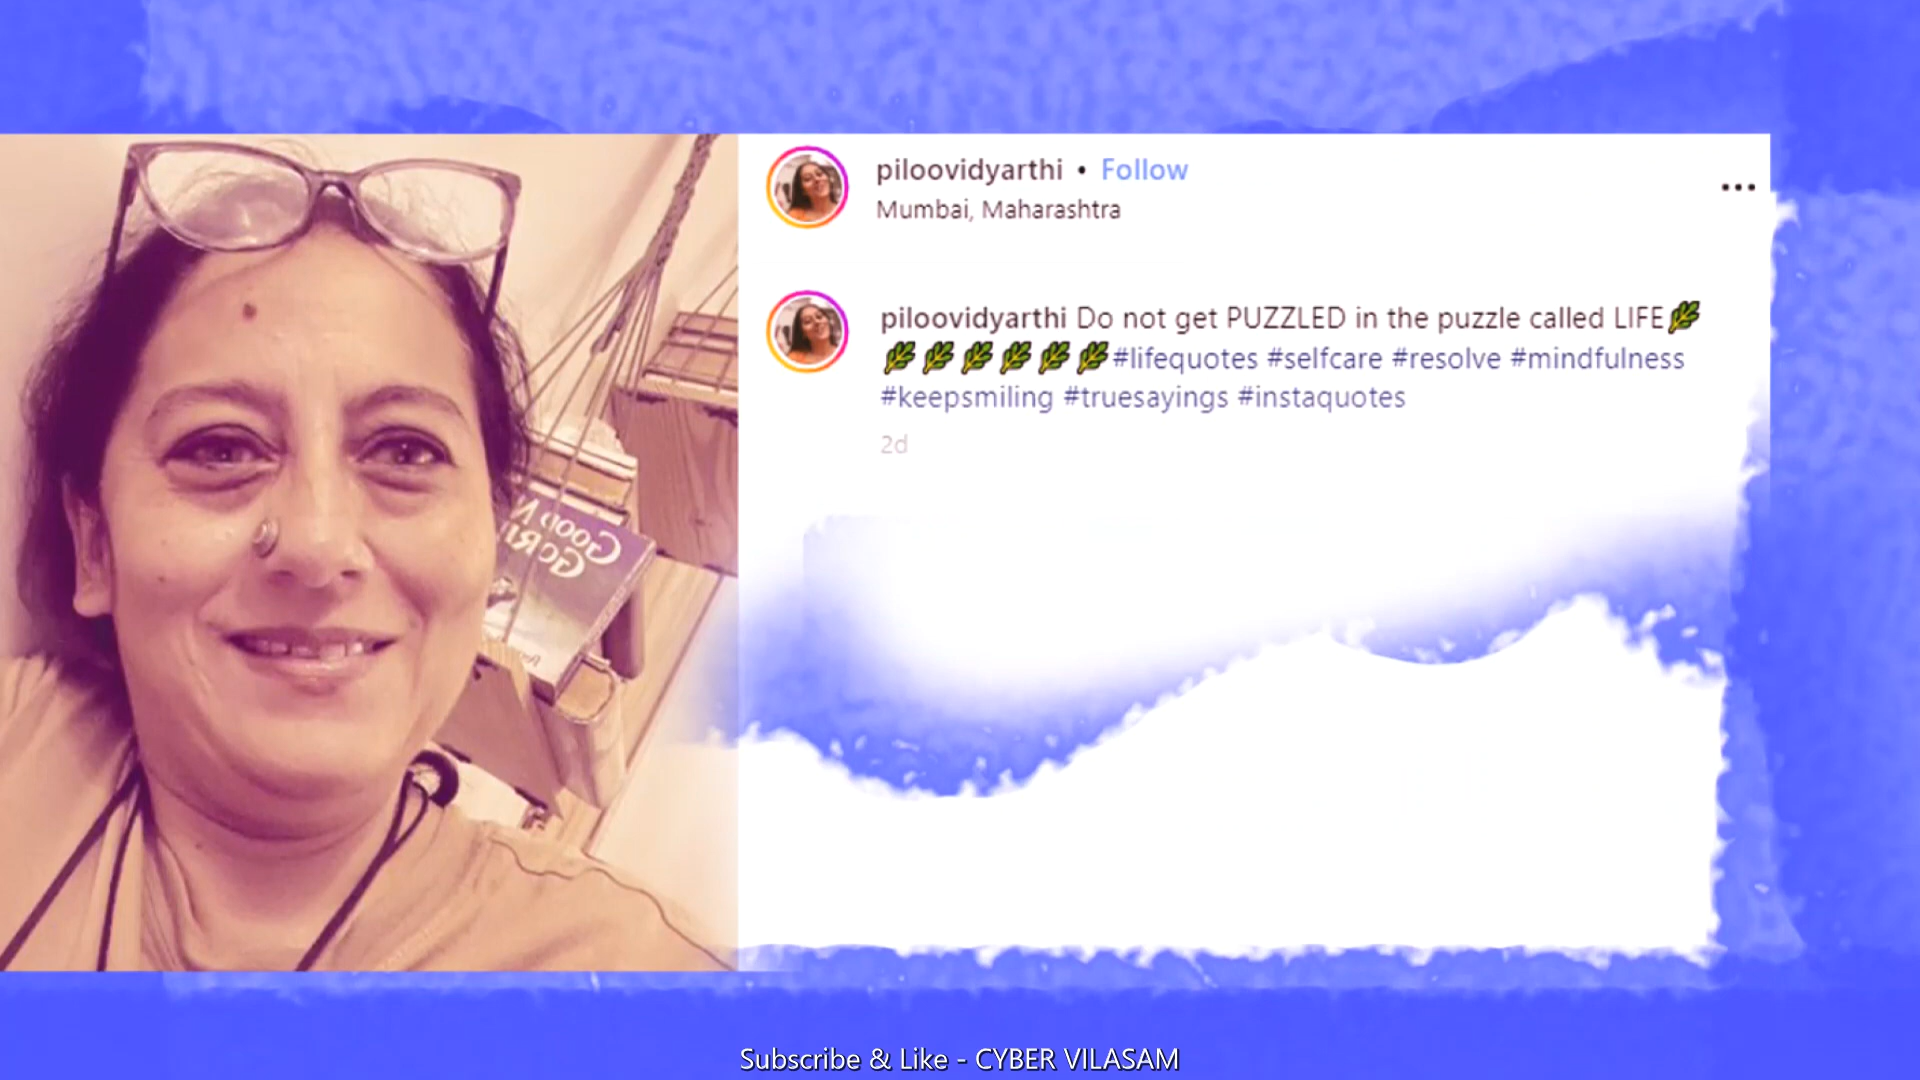 piloovidyarthi • Follow
Mumbai, Maharashtra
piloovidyarthi Do not get PUZZLED in the puzzle called LIFE🌿
🌿🌿🌿🌿🌿🌿#lifequotes #selfcare #resolve #mindfulness
#keepsmiling #truesayings #instaquotes
2d
GOOD
Subscribe & Like - CYBER VILASAM